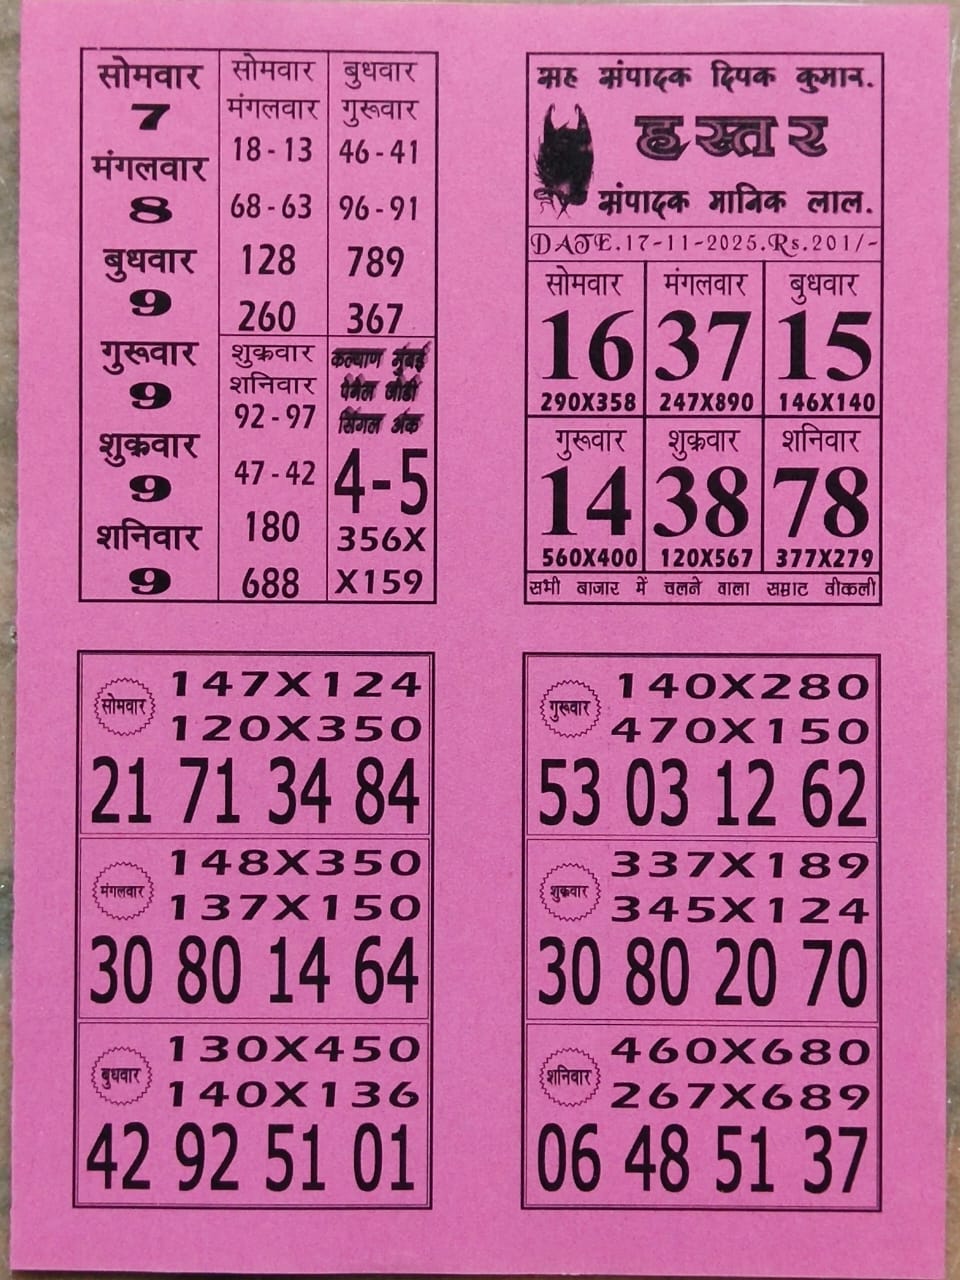 सोमवार
7
मंगलवार
8
बुधवार
9
गुरूवार
9
शुक्रवार
9
शनिवार
9
सोमवार
मंगलवार
18-13
68-63
128
260
बुधवार
गुरूवार
46-41
96-91
789
367
शुक्रवार
शनिवार
92-97
47-42
180
688
कल्याण मुंबई
पेनल जोडी
सिंगल अंक
4-5
356X
X159
सह संपादक दिपक कुमार.
हस्तर
संपादक मानिक लाल.
DATE.17-11-2025.Rs.201/-
सोमवार मंगलवार बुधवार
16 37 15
290X358 247X890 146X140
गुरूवार शुक्रवार शनिवार
14 38 78
560X400 120X567 377X279
सभी बाजार में चलने वाला सम्राट वीकली
सोमवार
147X124
120X350
21 71 34 84
मंगलवार
148X350
137X150
30 80 14 64
बुधवार
130X450
140X136
42 92 51 01
गुरूवार
140X280
470X150
53 03 12 62
शुक्रवार
337X189
345X124
30 80 20 70
शनिवार
460X680
267X689
06 48 51 37